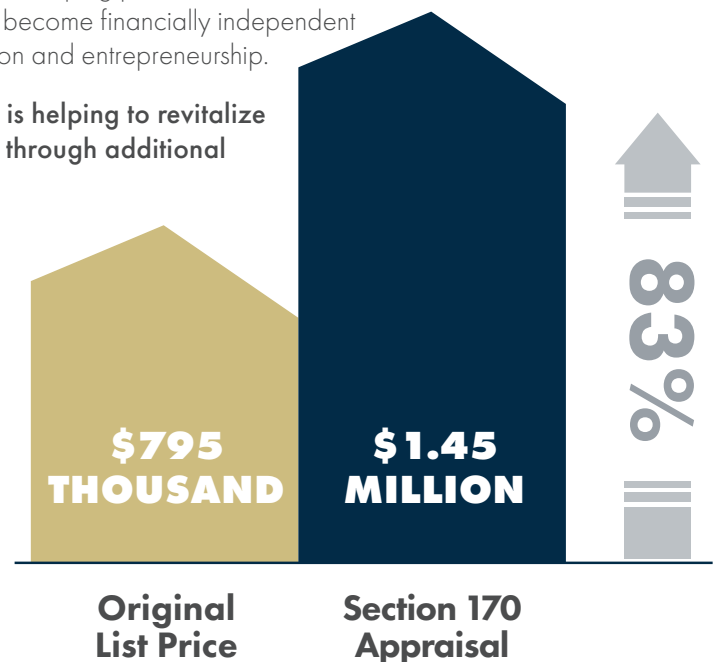 become financially independent
on and entrepreneurship.
is helping to revitalize
through additional
83%
$795
THOUSAND
$1.45
MILLION
Original
List Price
Section 170
Appraisal